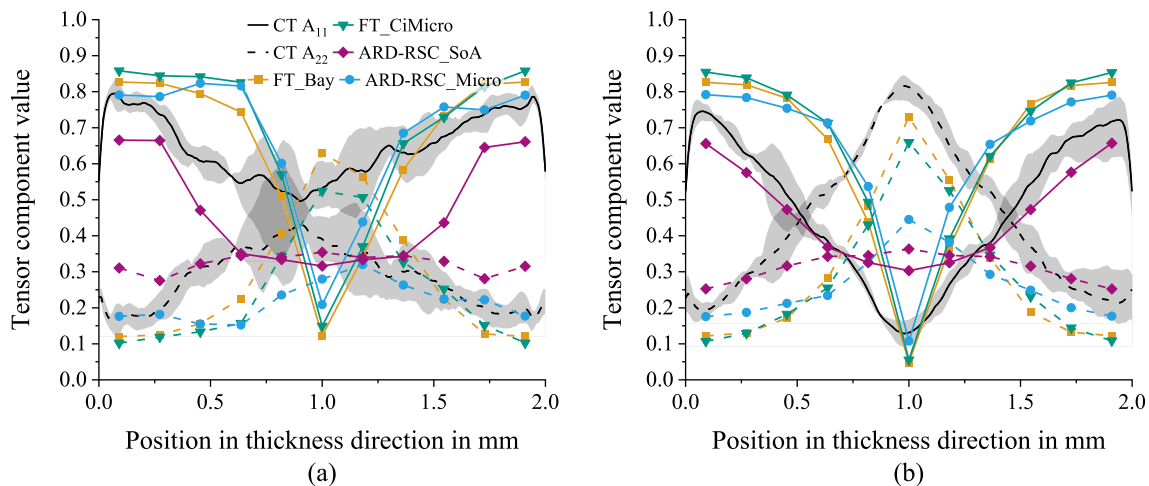 CT A11 FT_CiMicro
CT A22 ARD-RSC_SoA
FT_Bay ARD-RSC_Micro
Tensor component value
1.0
0.9
0.8
0.7
0.6
0.5
0.4
0.3
0.2
0.1
0.0
0.0 0.5 1.0 1.5 2.0
Position in thickness direction in mm
(a)
Tensor component value
1.0
0.9
0.8
0.7
0.6
0.5
0.4
0.3
0.2
0.1
0.0
0.0 0.5 1.0 1.5 2.0
Position in thickness direction in mm
(b)